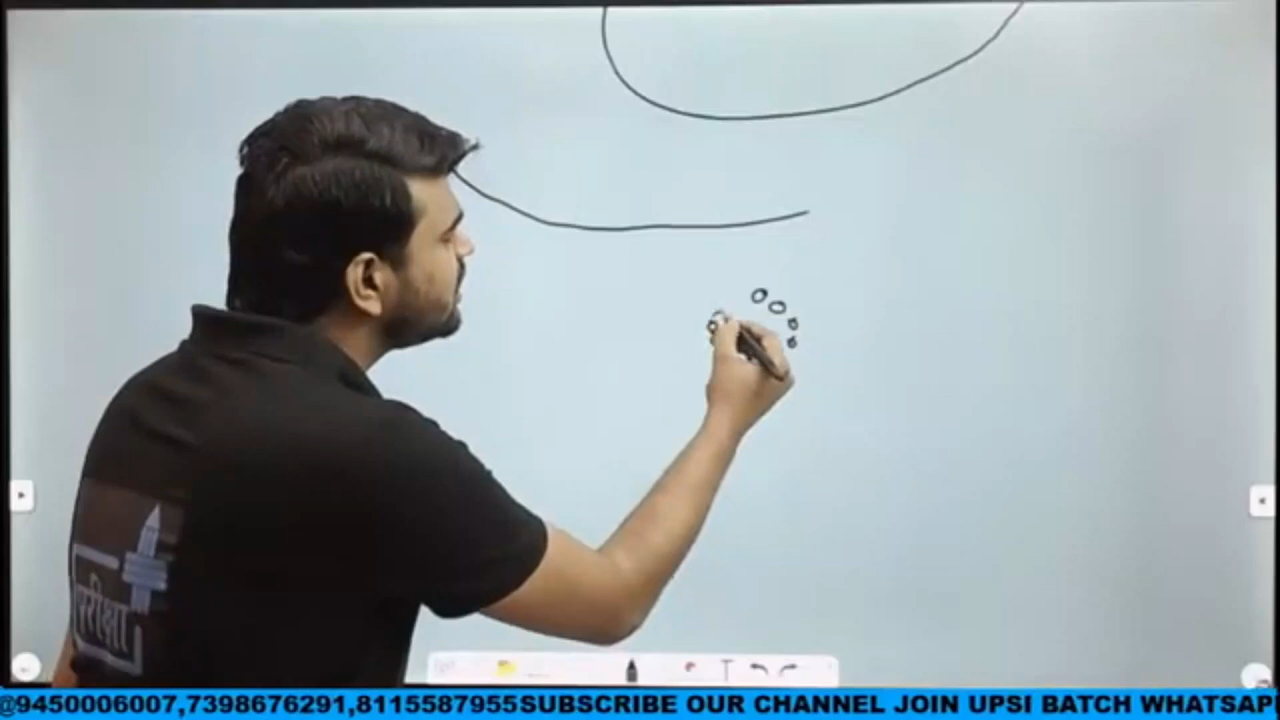 परीक्षा
@9450006007,7398676291,8115587955SUBSCRIBE OUR CHANNEL JOIN UPSI BATCH WHATSAP